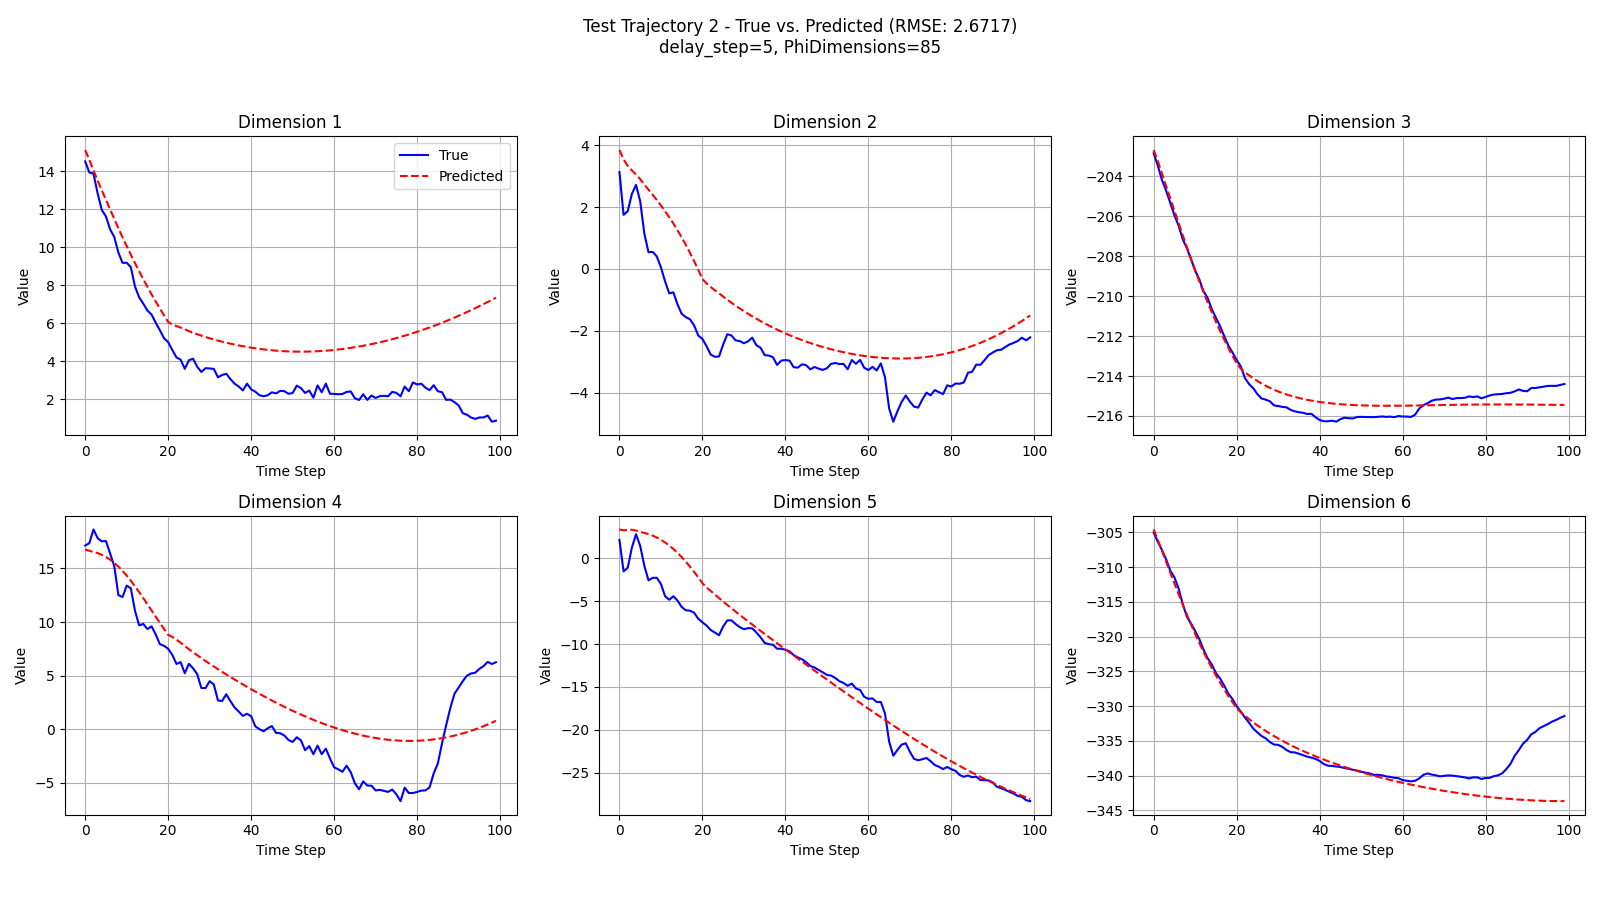 Test Trajectory 2 - True vs. Predicted (RMSE: 2.6717)
delay_step=5, PhiDimensions=85
Dimension 1
14
12
10
8
6
4
2
Value
0 20 40 60 80 100
Time Step
True
Predicted
Dimension 2
4
2
0
−2
−4
Value
0 20 40 60 80 100
Time Step
Dimension 3
−204
−206
−208
−210
−212
−214
−216
Value
0 20 40 60 80 100
Time Step
Dimension 4
15
10
5
0
−5
Value
0 20 40 60 80 100
Time Step
Dimension 5
0
−5
−10
−15
−20
−25
Value
0 20 40 60 80 100
Time Step
Dimension 6
−305
−310
−315
−320
−325
−330
−335
−340
−345
Value
0 20 40 60 80 100
Time Step